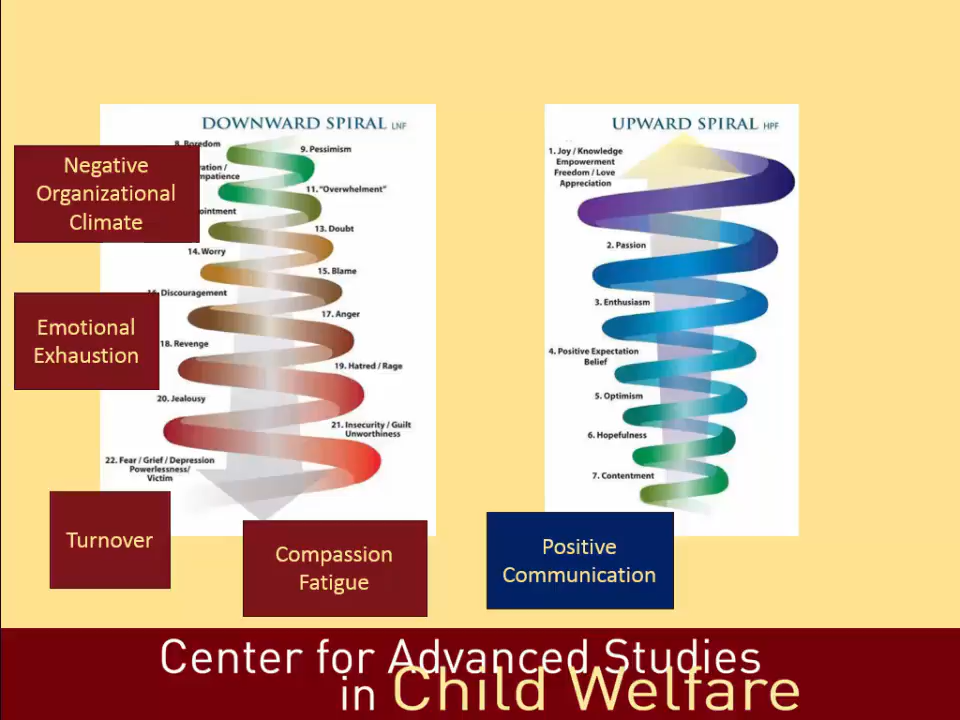 DOWNWARD SPIRAL LNF
8. Boredom
9. Pessimism
11. "Overwhelment"
13. Doubt
14. Worry
15. Blame
Discouragement
17. Anger
18. Revenge
19. Hatred / Rage
20. Jealousy
21. Insecurity / Guilt
Unworthiness
22. Fear / Grief / Depression
Powerlessness/
Victim
Negative
Organizational
Climate
Emotional
Exhaustion
Turnover
Compassion
Fatigue
UPWARD SPIRAL HPF
1. Joy / Knowledge
Empowerment
Freedom / Love
Appreciation
2. Passion
3. Enthusiasm
4. Positive Expectation
Belief
5. Optimism
6. Hopefulness
7. Contentment
Positive
Communication
Center for Advanced Studies
in Child Welfare